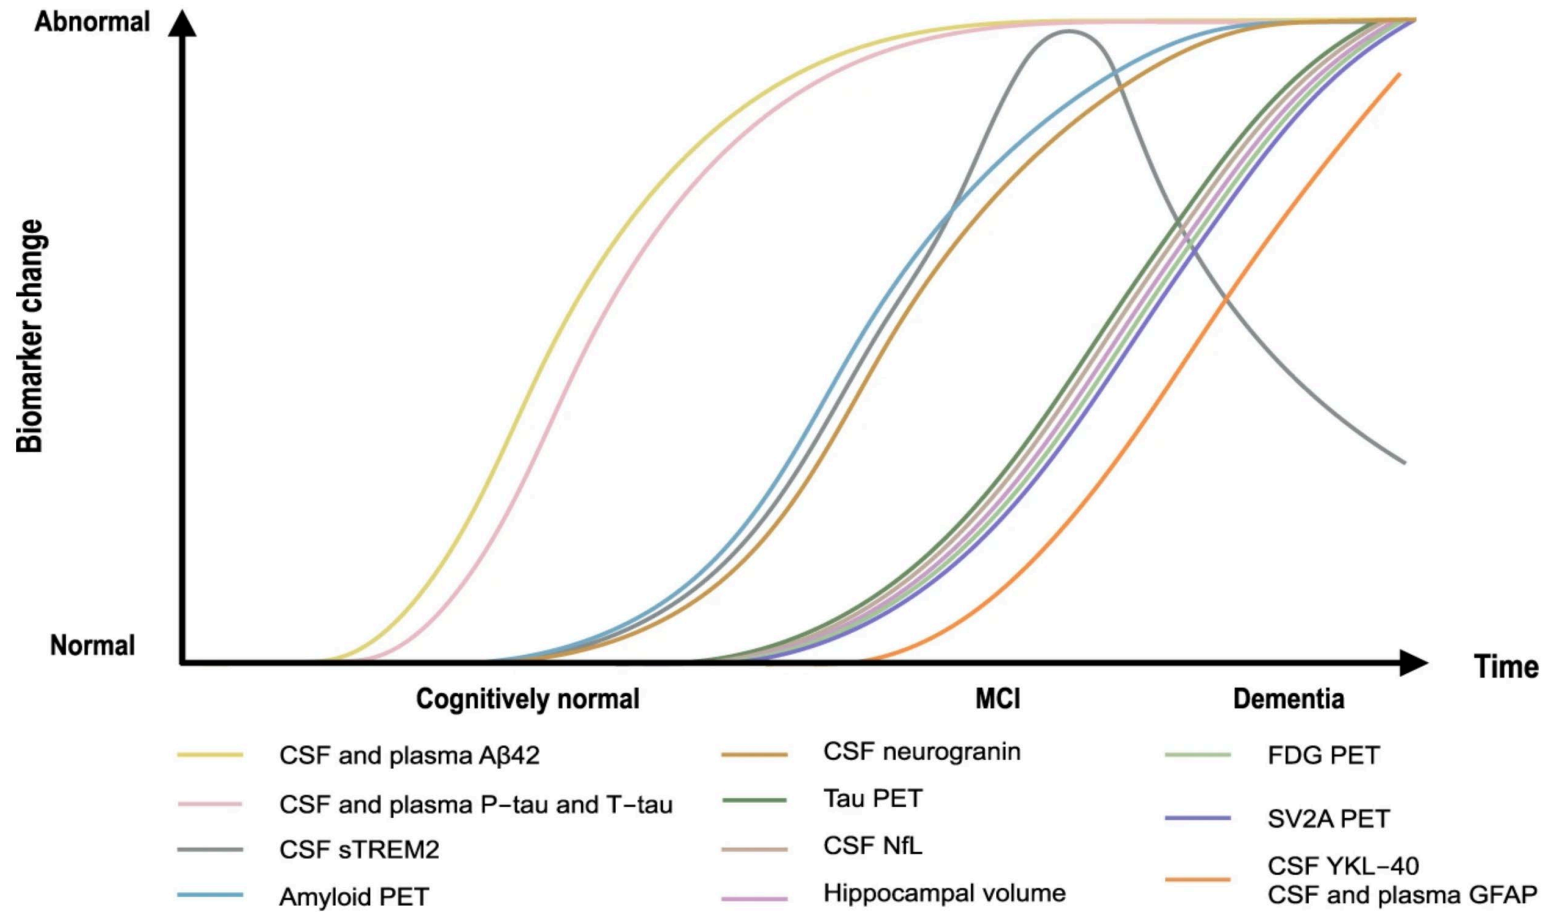 Abnormal
Biomarker change
Normal
Time
Cognitively normal
MCI
Dementia
CSF and plasma Aβ42
CSF and plasma P−tau and T−tau
CSF sTREM2
Amyloid PET
CSF neurogranin
Tau PET
CSF NfL
Hippocampal volume
FDG PET
SV2A PET
CSF YKL−40
CSF and plasma GFAP